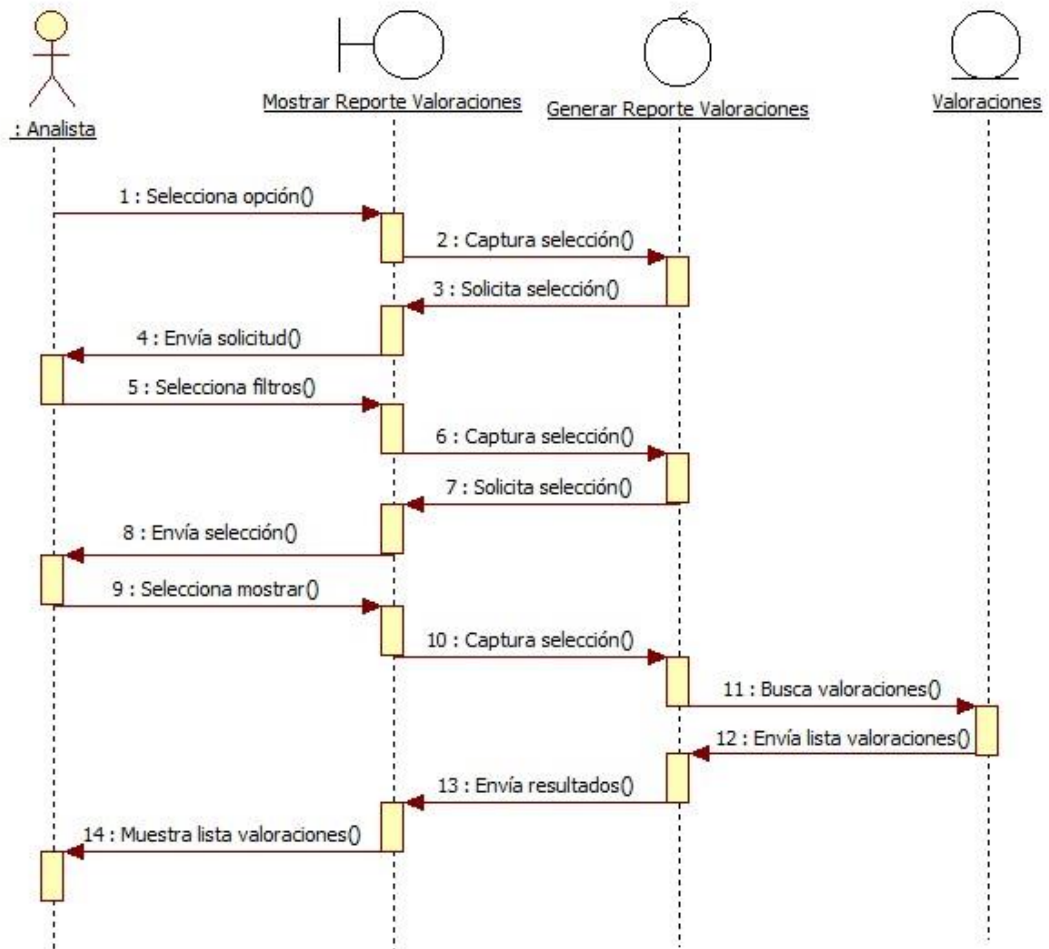 : Analista
Mostrar Reporte Valoraciones
Generar Reporte Valoraciones
Valoraciones
1 : Selecciona opción()
2 : Captura selección()
3 : Solicita selección()
4 : Envía solicitud()
5 : Selecciona filtros()
6 : Captura selección()
7 : Solicita selección()
8 : Envía selección()
9 : Selecciona mostrar()
10 : Captura selección()
11 : Busca valoraciones()
12 : Envía lista valoraciones()
13 : Envía resultados()
14 : Muestra lista valoraciones()